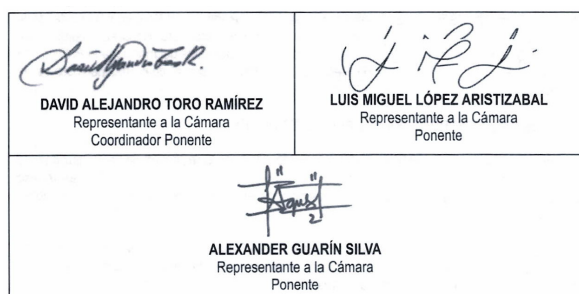 DAVID ALEJANDRO TORO RAMÍREZ
Representante a la Cámara
Coordinador Ponente
LUIS MIGUEL LÓPEZ ARISTIZABAL
Representante a la Cámara
Ponente
ALEXANDER GUARÍN SILVA
Representante a la Cámara
Ponente